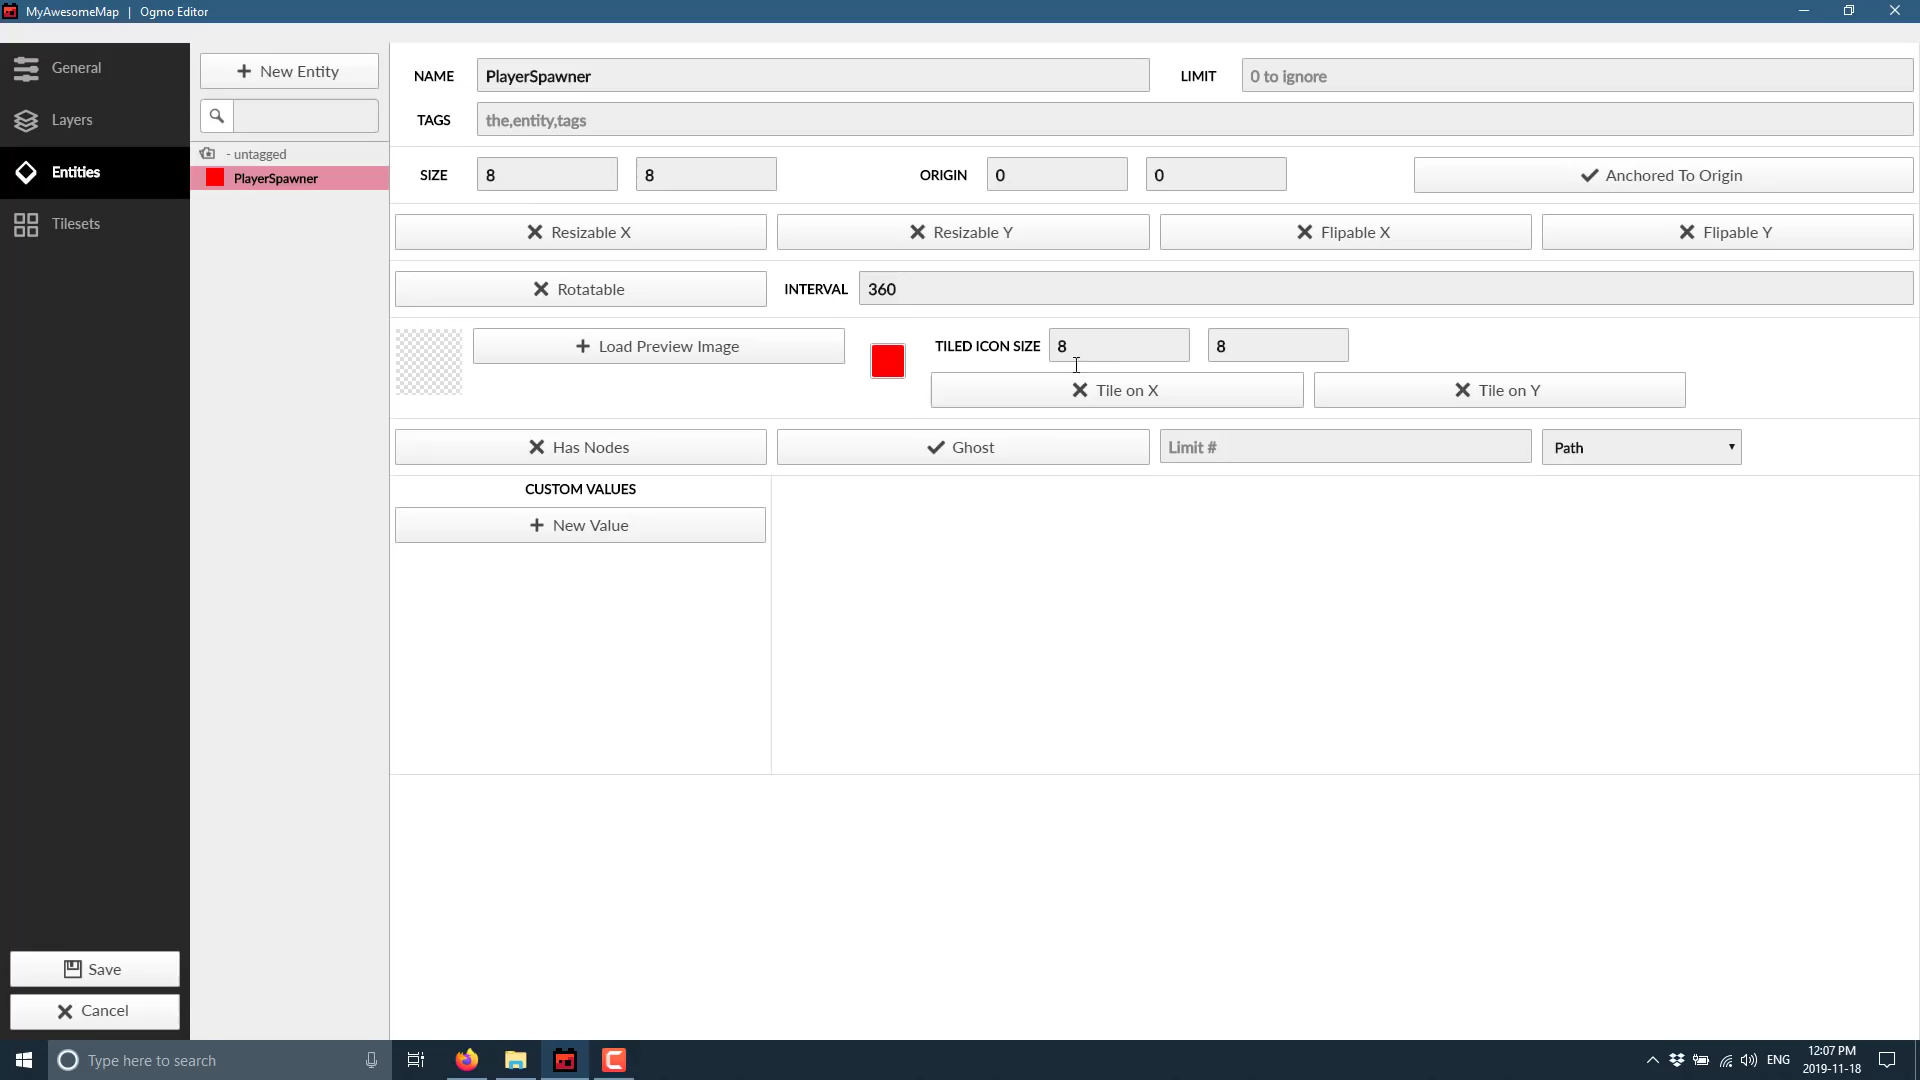 MyAwesomeMap | Ogmo Editor
General
Layers
Entities
Tilesets
Save
Cancel
New Entity
- untagged
PlayerSpawner
NAME PlayerSpawner LIMIT 0 to ignore
TAGS the,entity,tags
SIZE 8 8 ORIGIN 0 0 Anchored To Origin
Resizable X Resizable Y Flipable X Flipable Y
Rotatable INTERVAL 360
Load Preview Image TILED ICON SIZE 8 8
Tile on X Tile on Y
Has Nodes Ghost Limit # Path
CUSTOM VALUES
New Value
Type here to search
ENG
12:07 PM
2019-11-18